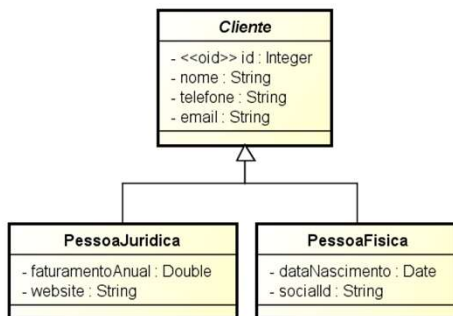 Cliente
- <<oid>> id : Integer
- nome : String
- telefone : String
- email : String
PessoaJuridica
- faturamentoAnual : Double
- website : String
PessoaFisica
- dataNascimento : Date
- socialId : String